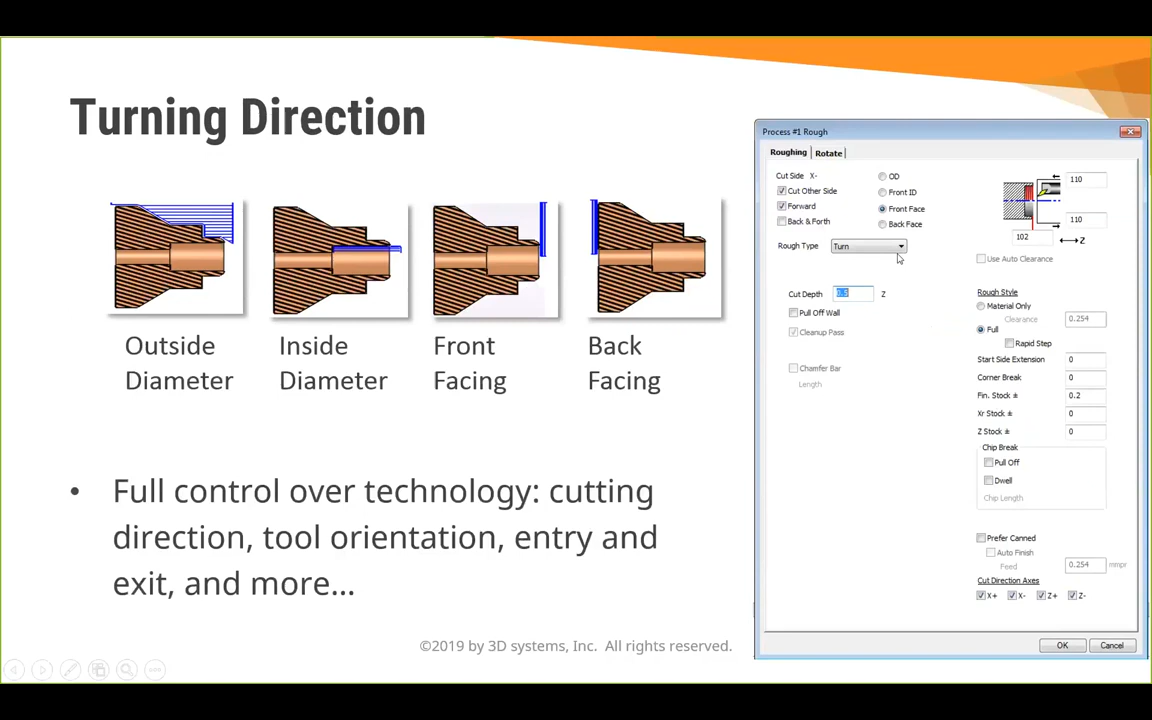 Turning Direction
Outside
Diameter
Inside
Diameter
Front
Facing
Back
Facing
• Full control over technology: cutting
direction, tool orientation, entry and
exit, and more...
©2019 by 3D systems, Inc. All rights reserved.
Process #1 Rough
Roughing Rotate
Cut Side X-
Cut Other Side
Forward
Back & Forth
OD
Front ID
Front Face
Back Face
Rough Type Turn
110
110
102
Z
Use Auto Clearance
Cut Depth 0.5 Z
Pull Off Wall
Cleanup Pass
Chamfer Bar
Length
Rough Style
Material Only
Clearance 0.254
Full
Rapid Step
Start Side Extension 0
Corner Break 0
Fin. Stock ± 0.2
Xr Stock ± 0
Z Stock ± 0
Chip Break
Pull Off
Dwell
Chip Length
Prefer Canned
Auto Finish
Feed 0.254 mmpr
Cut Direction Axes
X+ X- Z+ Z-
OK Cancel